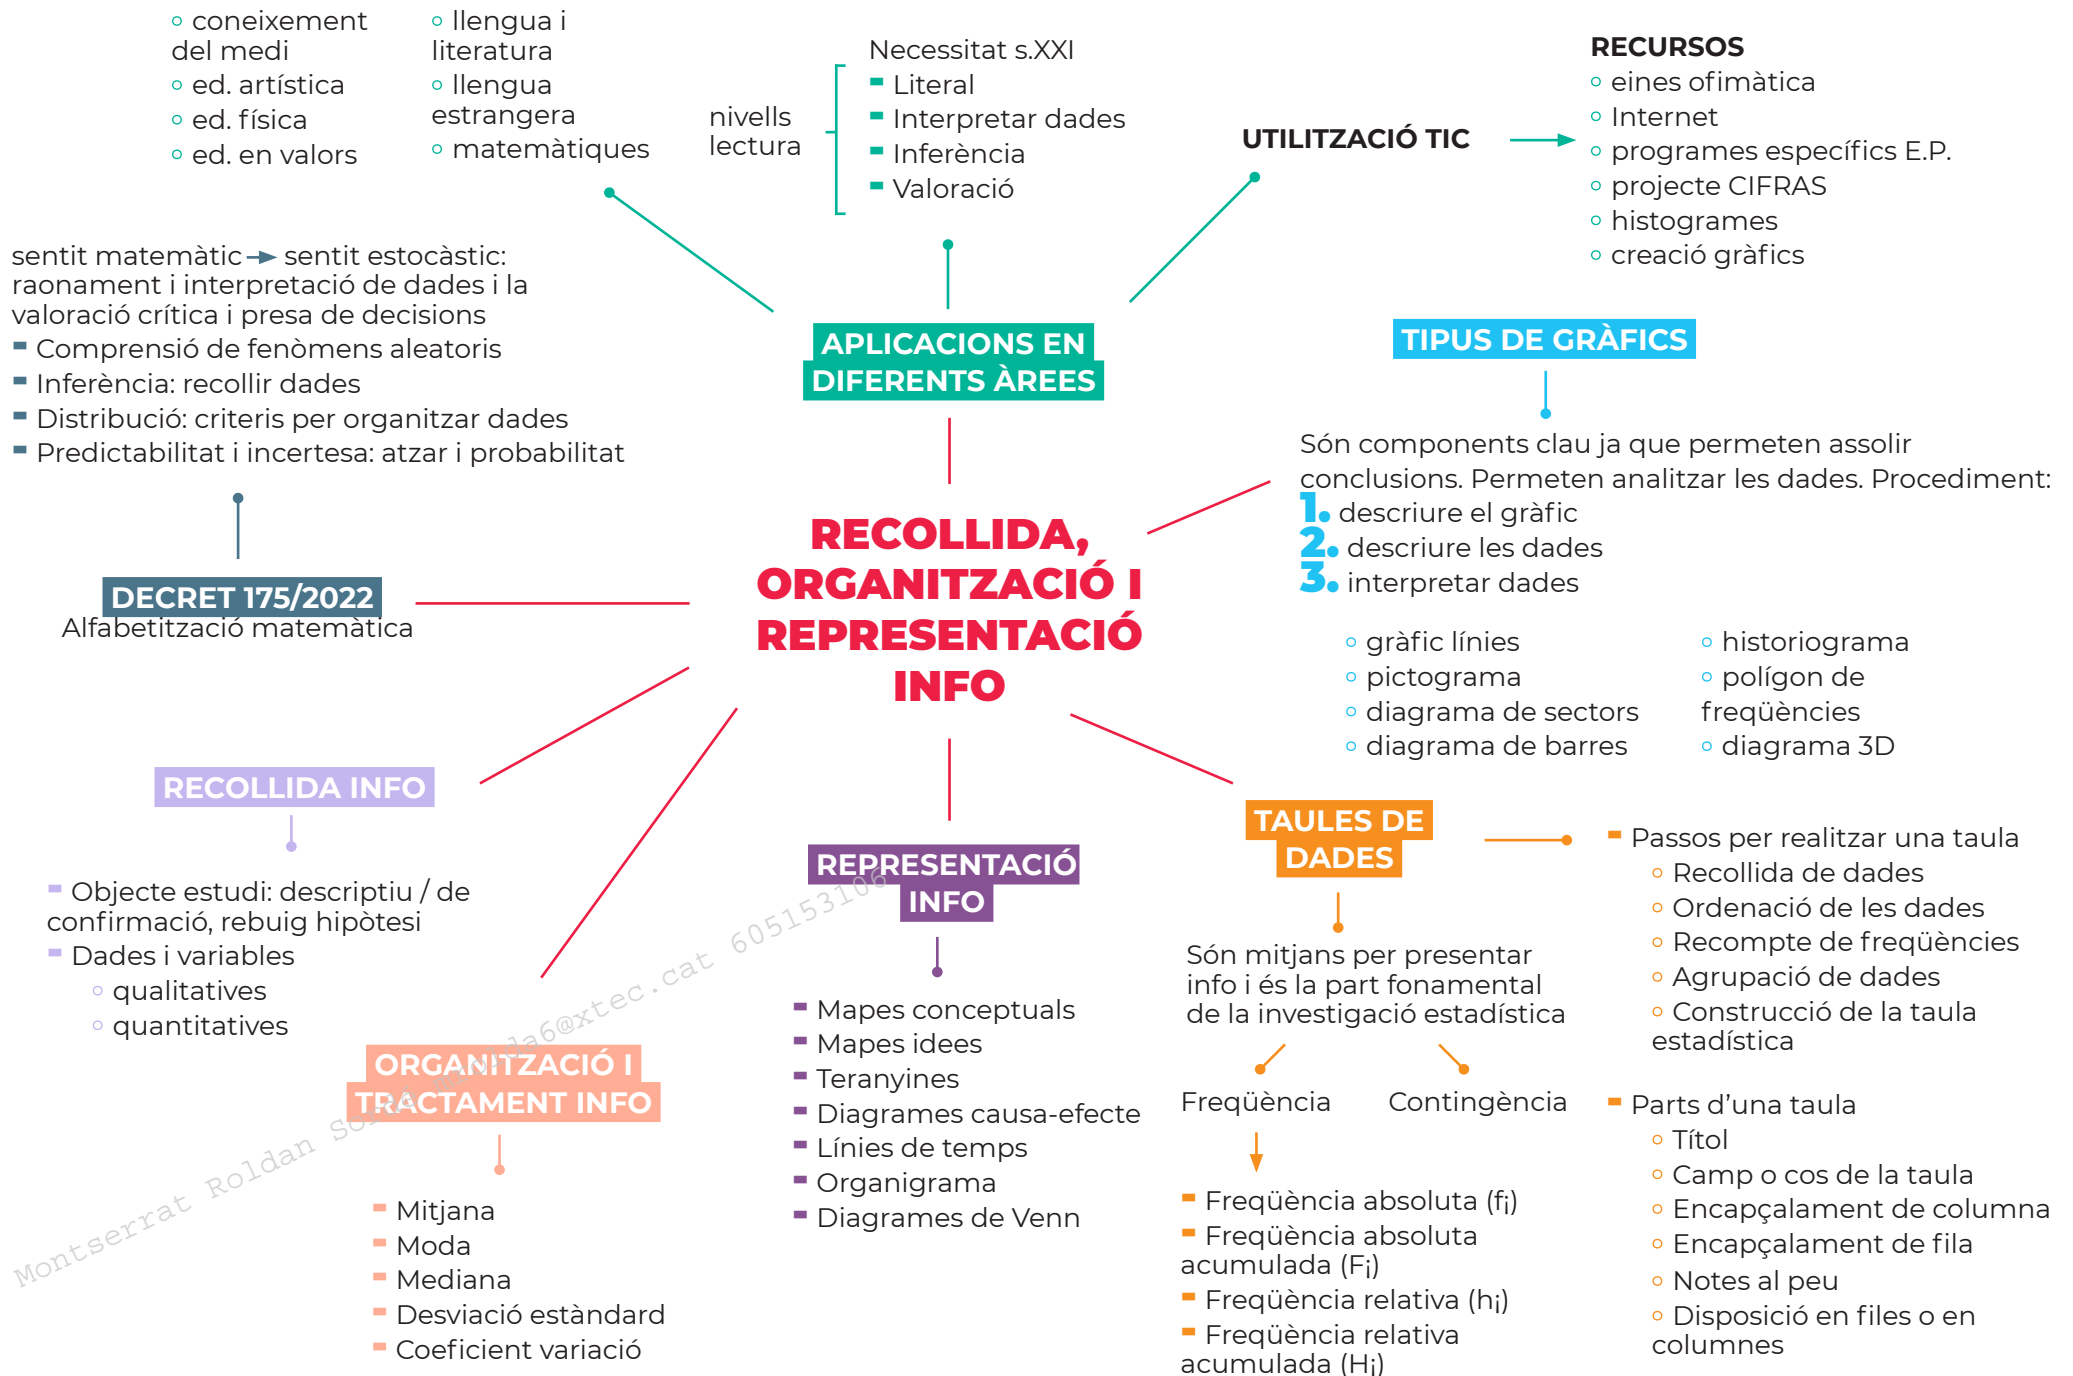 coneixement
del medi
ed. artística
ed. física
ed. en valors
llengua i
literatura
llengua
estrangera
matemàtiques
nivells
lectura
Necessitat s.XXI
Literal
Interpretar dades
Inferència
Valoració
UTILITZACIÓ TIC
RECURSOS
eines ofimàtica
Internet
programes específics E.P.
projecte CIFRAS
histogrames
creació gràfics
sentit matemàtic sentit estocàstic:
raonament i interpretació de dades i la
valoració crítica i presa de decisions
Comprensió de fenòmens aleatoris
Inferència: recollir dades
Distribució: criteris per organitzar dades
Predictabilitat i incertesa: atzar i probabilitat
DECRET 175/2022
Alfabetització matemàtica
APLICACIONS EN
DIFERENTS ÀREES
TIPUS DE GRÀFICS
Són components clau ja que permeten assolir
conclusions. Permeten analitzar les dades. Procediment:
1. descriure el gràfic
2. descriure les dades
3. interpretar dades
gràfic línies
pictograma
diagrama de sectors
diagrama de barres
historiograma
polígon de
freqüències
diagrama 3D
RECOLLIDA,
ORGANITZACIÓ I
REPRESENTACIÓ
INFO
RECOLLIDA INFO
Objecte estudi: descriptiu / de
confirmació, rebuig hipòtesi
Dades i variables
qualitatives
quantitatives
ORGANITZACIÓ I
TRACTAMENT INFO
Mitjana
Moda
Mediana
Desviació estàndard
Coeficient variació
REPRESENTACIÓ
INFO
Mapes conceptuals
Mapes idees
Teranyines
Diagrames causa-efecte
Línies de temps
Organigrama
Diagrames de Venn
TAULES DE
DADES
Són mitjans per presentar
info i és la part fonamental
de la investigació estadística
Freqüència
Contingència
Freqüència absoluta (f¡)
Freqüència absoluta
acumulada (F¡)
Freqüència relativa (h¡)
Freqüència relativa
acumulada (H¡)
Passos per realitzar una taula
Recollida de dades
Ordenació de les dades
Recompte de freqüències
Agrupació de dades
Construcció de la taula
estadística
Parts d’una taula
Títol
Camp o cos de la taula
Encapçalament de columna
Encapçalament de fila
Notes al peu
Disposició en files o en
columnes
Montserrat Roldan 605153106